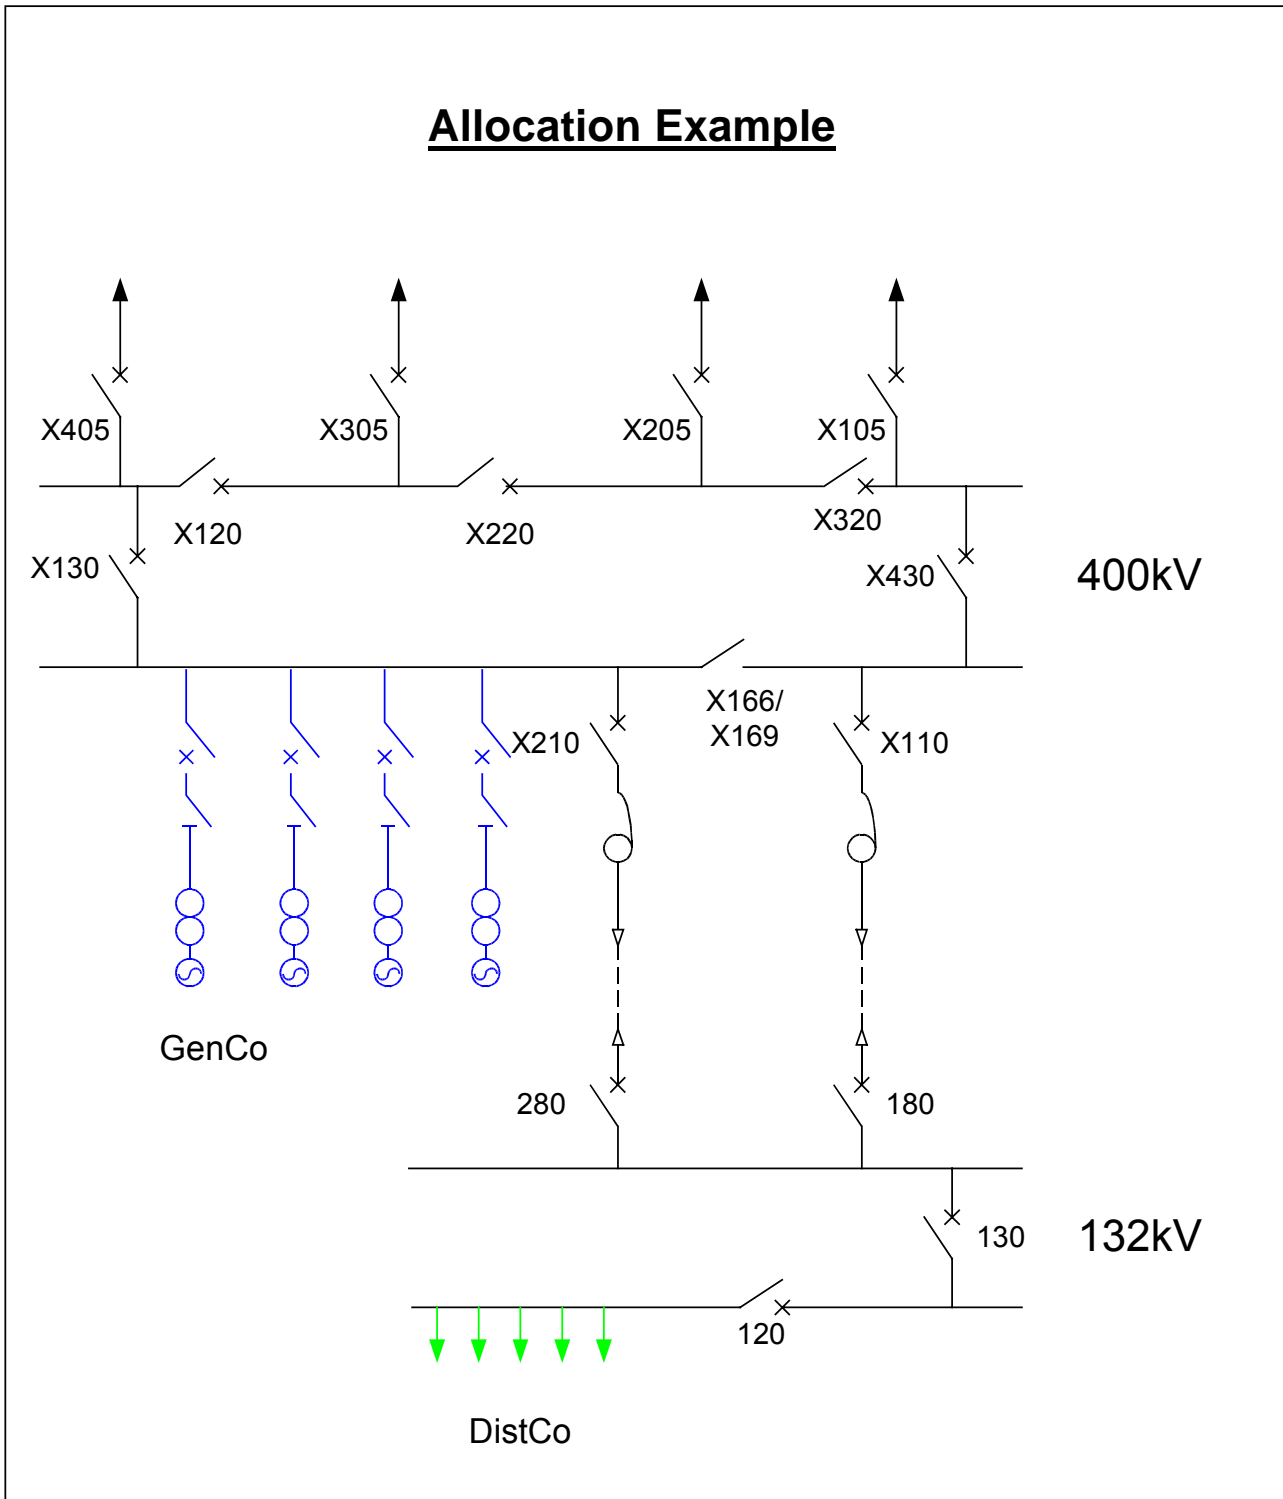 Allocation Example
X405
X305
X205
X105
X120
X220
X320
X130
X430
400kV
X166/
X169
X210
X110
GenCo
280
180
130
132kV
120
DistCo